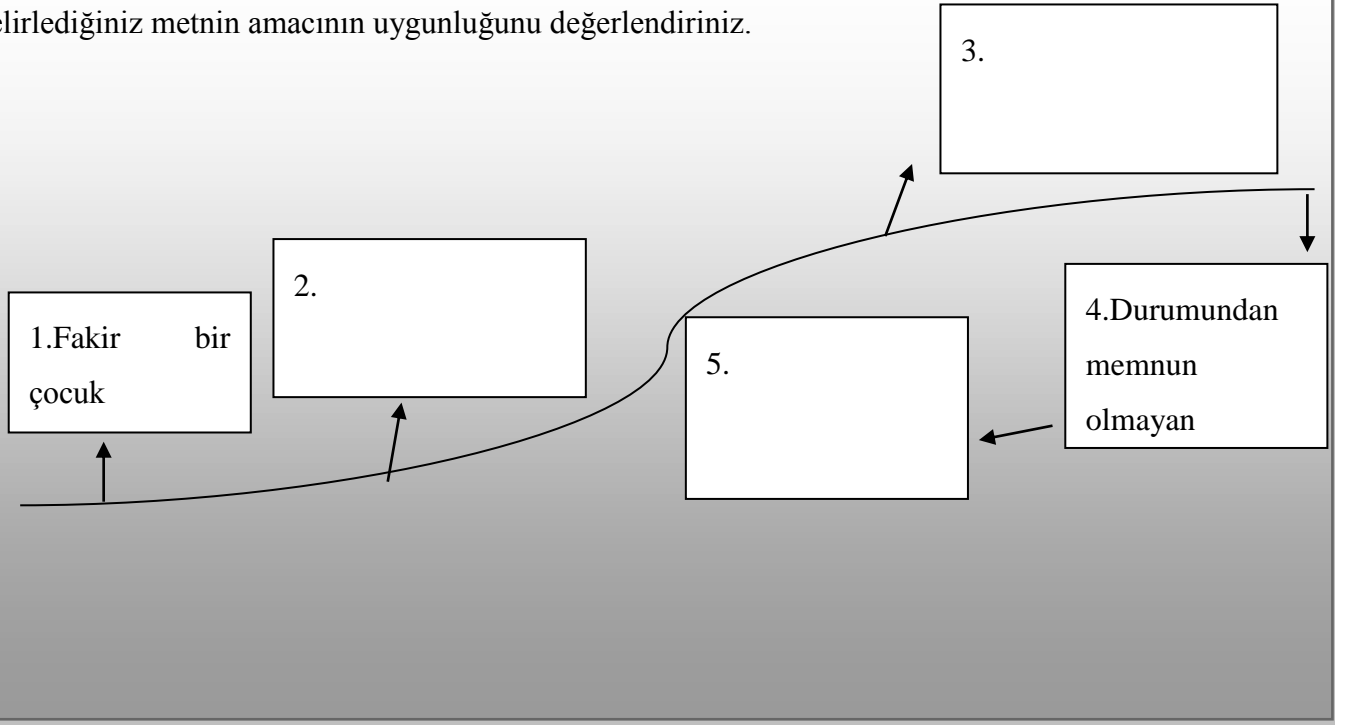 elirlediğiniz metnin amacının uygunluğunu değerlendiriniz.
3.
2.
1.Fakir bir
çocuk
4.Durumundan
memnun
olmayan
5.